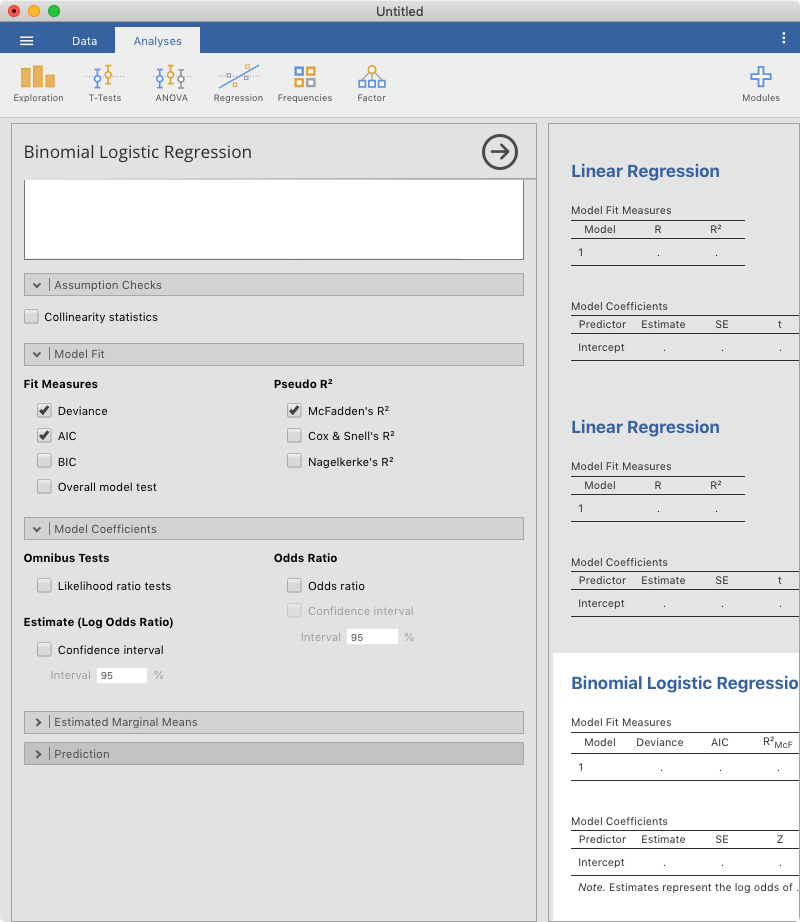 Untitled
Data
Analyses
Exploration
T-Tests
ANOVA
Regression
Frequencies
Factor
Modules
Binomial Logistic Regression
Assumption Checks
Collinearity statistics
Model Fit
Fit Measures
Pseudo R²
Deviance
McFadden's R²
AIC
Cox & Snell's R²
BIC
Nagelkerke's R²
Overall model test
Model Coefficients
Omnibus Tests
Odds Ratio
Likelihood ratio tests
Odds ratio
Confidence interval
Interval 95 %
Estimate (Log Odds Ratio)
Confidence interval
Interval 95 %
Estimated Marginal Means
Prediction
Linear Regression
Model Fit Measures
Model R R²
1 . .
Model Coefficients
Predictor Estimate SE t
Intercept . . .
Linear Regression
Model Fit Measures
Model R R²
1 . .
Model Coefficients
Predictor Estimate SE t
Intercept . . .
Binomial Logistic Regressio
Model Fit Measures
Model Deviance AIC R²McF
1 . . .
Model Coefficients
Predictor Estimate SE Z
Intercept . . .
Note. Estimates represent the log odds of .